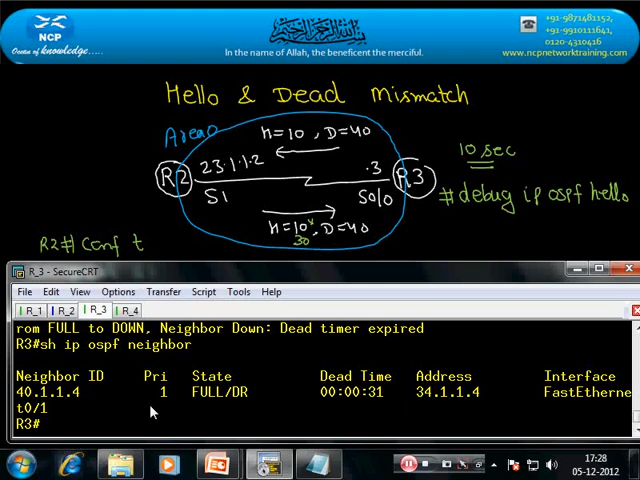 NCP
Ocean of knowledge...
In the name of Allah, the beneficent the merciful.
+91-9871481152,
+91-9910111641,
0120-4310416
www.ncpnetworktraining.com
Hello & Dead Mismatch
Area0
H=10 , D=40
10 sec
R2
23.1.1.2
.3
R3
S1
S0/0
#debug ip ospf hello
H=10 , D=40
30
R2# Conf t
R_3 - SecureCRT
File Edit View Options Transfer Script Tools Help
R_1 R_2 R_3 R_4
rom FULL to DOWN, Neighbor Down: Dead timer expired
R3#sh ip ospf neighbor
Neighbor ID Pri State Dead Time Address Interface
40.1.1.4 1 FULL/DR 00:00:31 34.1.1.4 FastEtherne
t0/1
R3#
17:28
05-12-2012